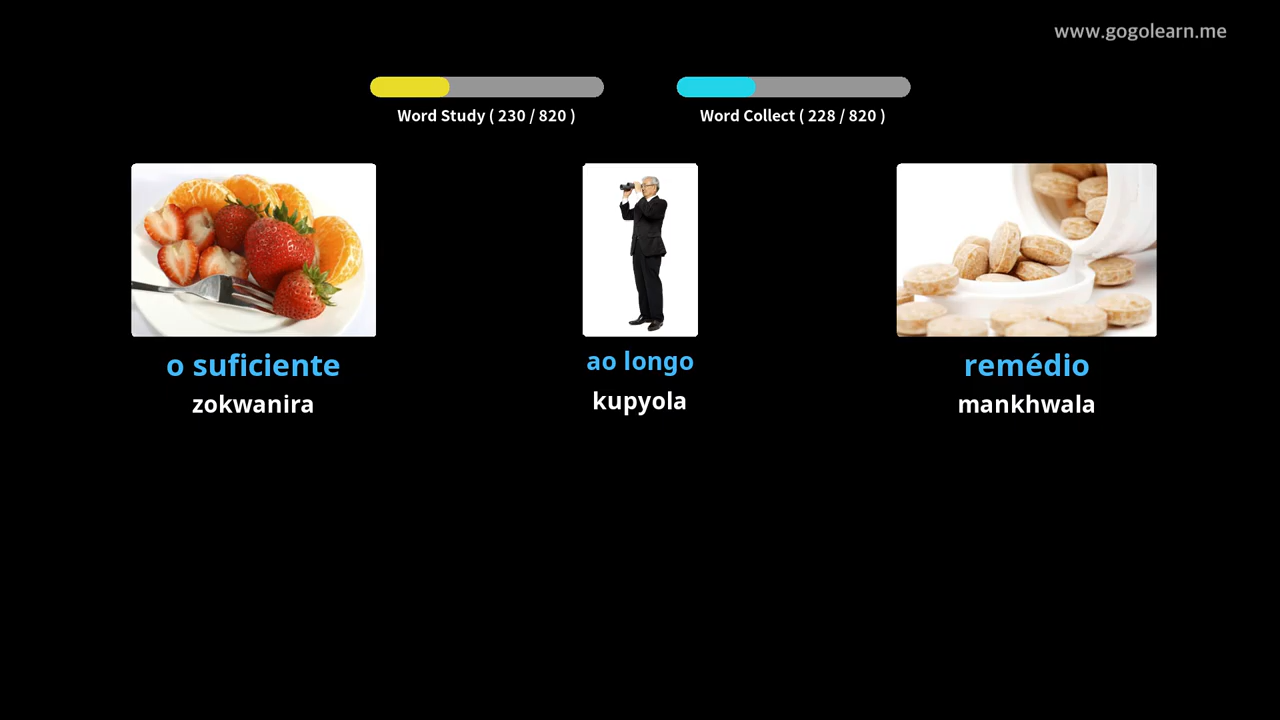 www.gogolearn.me
Word Study ( 230 / 820 )
Word Collect ( 228 / 820 )
o suficiente
zokwanira
ao longo
kupyola
remédio
mankhwala